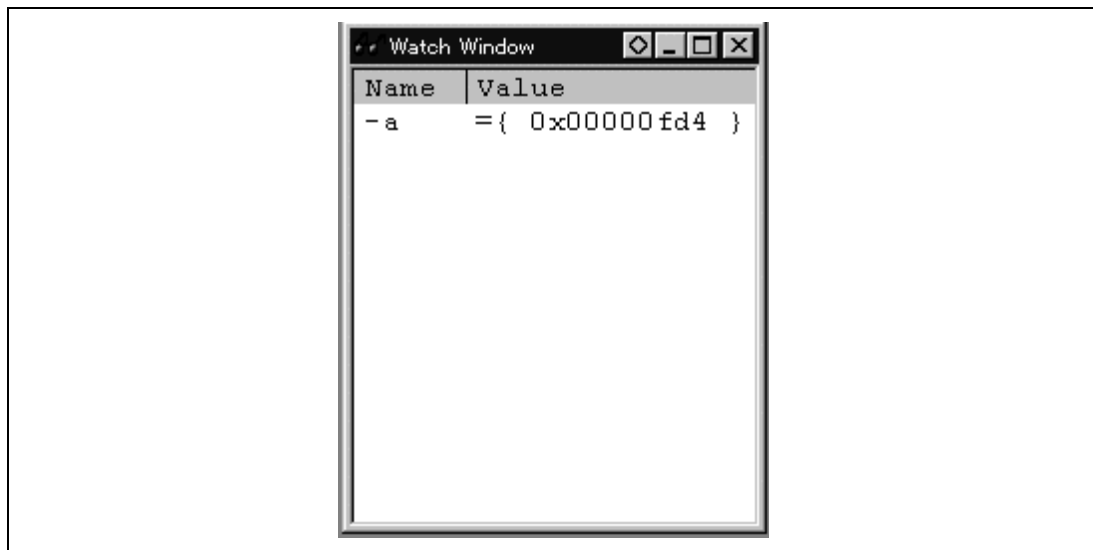 Watch Window
Name Value
-a ={ 0x00000fd4 }